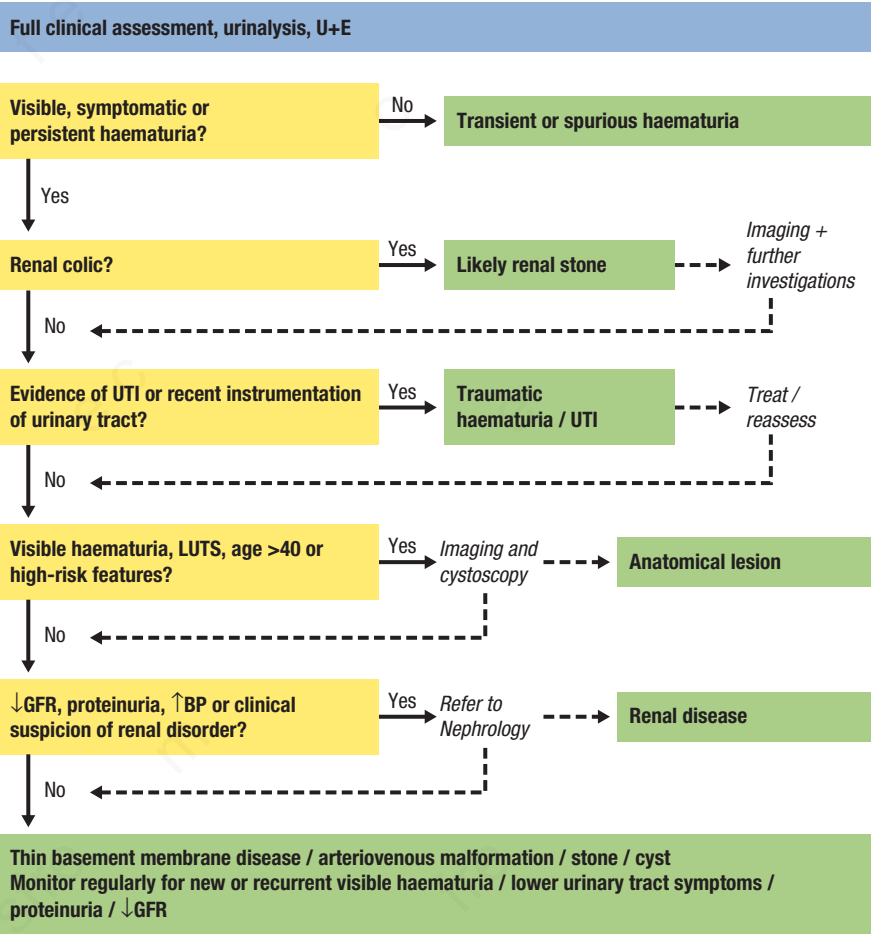 Full clinical assessment, urinalysis, U+E
Visible, symptomatic or
persistent haematuria?
No
Transient or spurious haematuria
Yes
Renal colic?
Yes
Likely renal stone
Imaging +
further
investigations
No
Evidence of UTI or recent instrumentation
of urinary tract?
Yes
Traumatic
haematuria / UTI
Treat /
reassess
No
Visible haematuria, LUTS, age >40 or
high-risk features?
Yes
Imaging and
cystoscopy
Anatomical lesion
No
↓GFR, proteinuria, ↑BP or clinical
suspicion of renal disorder?
Yes
Refer to
Nephrology
Renal disease
No
Thin basement membrane disease / arteriovenous malformation / stone / cyst
Monitor regularly for new or recurrent visible haematuria / lower urinary tract symptoms /
proteinuria / ↓GFR